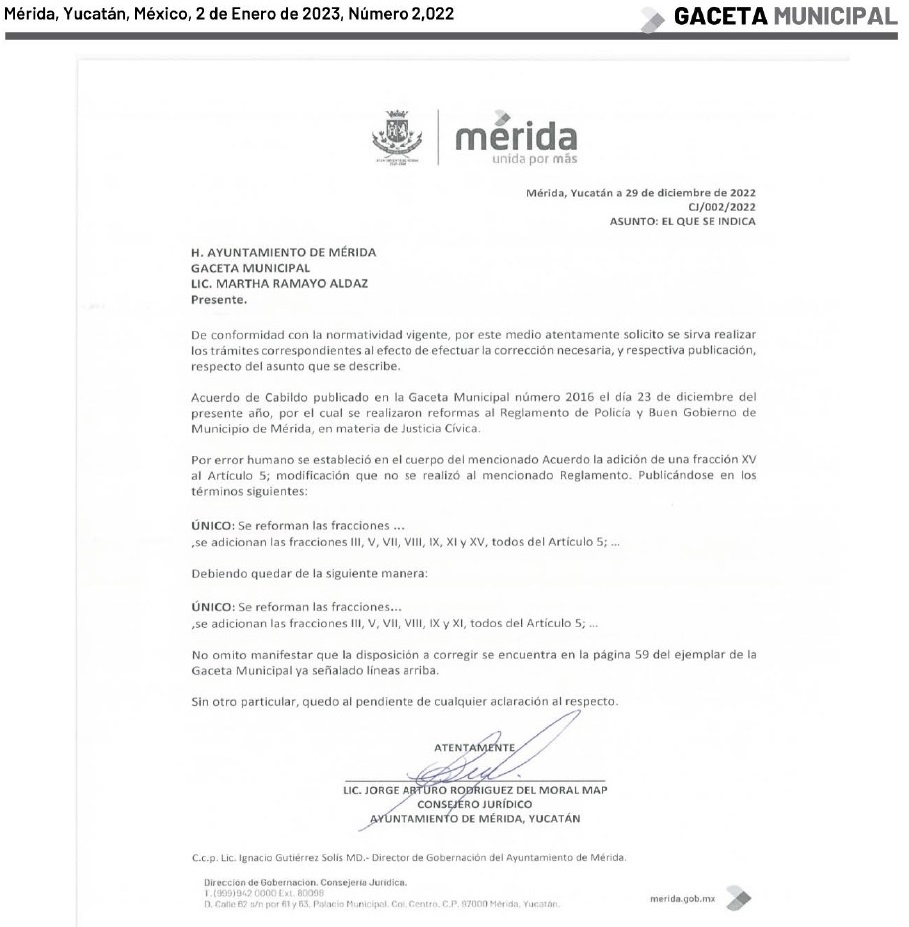 Mérida, Yucatán, México, 2 de Enero de 2023, Número 2,022
GACETA MUNICIPAL
mérida
unida por más
Mérida, Yucatán a 29 de diciembre de 2022
CJ/002/2022
ASUNTO: EL QUE SE INDICA
H. AYUNTAMIENTO DE MÉRIDA
GACETA MUNICIPAL
LIC. MARTHA RAMAYO ALDAZ
Presente.
De conformidad con la normatividad vigente, por este medio atentamente solicito se sirva realizar
los trámites correspondientes al efecto de efectuar la corrección necesaria, y respectiva publicación,
respecto del asunto que se describe.
Acuerdo de Cabildo publicado en la Gaceta Municipal número 2016 el día 23 de diciembre del
presente año, por el cual se realizaron reformas al Reglamento de Policía y Buen Gobierno de
Municipio de Mérida, en materia de Justicia Cívica.
Por error humano se estableció en el cuerpo del mencionado Acuerdo la adición de una fracción XV
al Artículo 5; modificación que no se realizó al mencionado Reglamento. Publicándose en los
términos siguientes:
ÚNICO: Se reforman las fracciones ...
,se adicionan las fracciones III, V, VII, VIII, IX, XI y XV, todos del Artículo 5; ...
Debiendo quedar de la siguiente manera:
ÚNICO: Se reforman las fracciones...
,se adicionan las fracciones III, V, VII, VIII, IX y XI, todos del Artículo 5; ...
No omito manifestar que la disposición a corregir se encuentra en la página 59 del ejemplar de la
Gaceta Municipal ya señalado líneas arriba.
Sin otro particular, quedo al pendiente de cualquier aclaración al respecto.
ATENTAMENTE
LIC. JORGE ARTURO RODRIGUEZ DEL MORAL MAP
CONSEJERO JURÍDICO
AYUNTAMIENTO DE MÉRIDA, YUCATÁN
C.c.p. Lic. Ignacio Gutiérrez Solís MD.- Director de Gobernación del Ayuntamiento de Mérida.
Dirección de Gobernación. Consejería Jurídica.
T. (999)942 0000 Ext. 80098
D. Calle 62 s/n por 61 y 63, Palacio Municipal. Col. Centro, C.P. 97000 Mérida, Yucatán.
merida.gob.mx